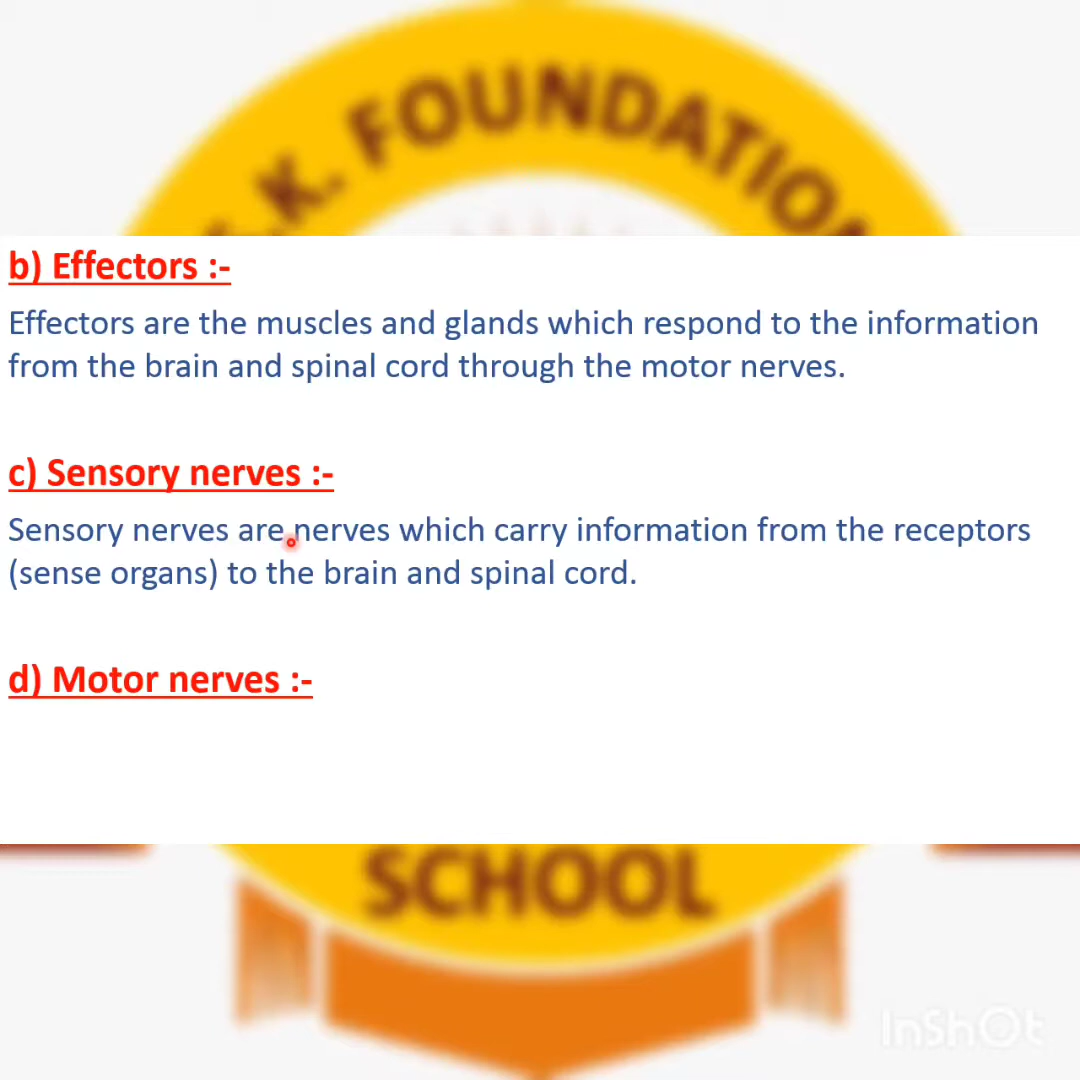 K. FOUNDATION
b) Effectors :-
Effectors are the muscles and glands which respond to the information
from the brain and spinal cord through the motor nerves.
c) Sensory nerves :-
Sensory nerves are nerves which carry information from the receptors
(sense organs) to the brain and spinal cord.
d) Motor nerves :-
SCHOOL
InShOt